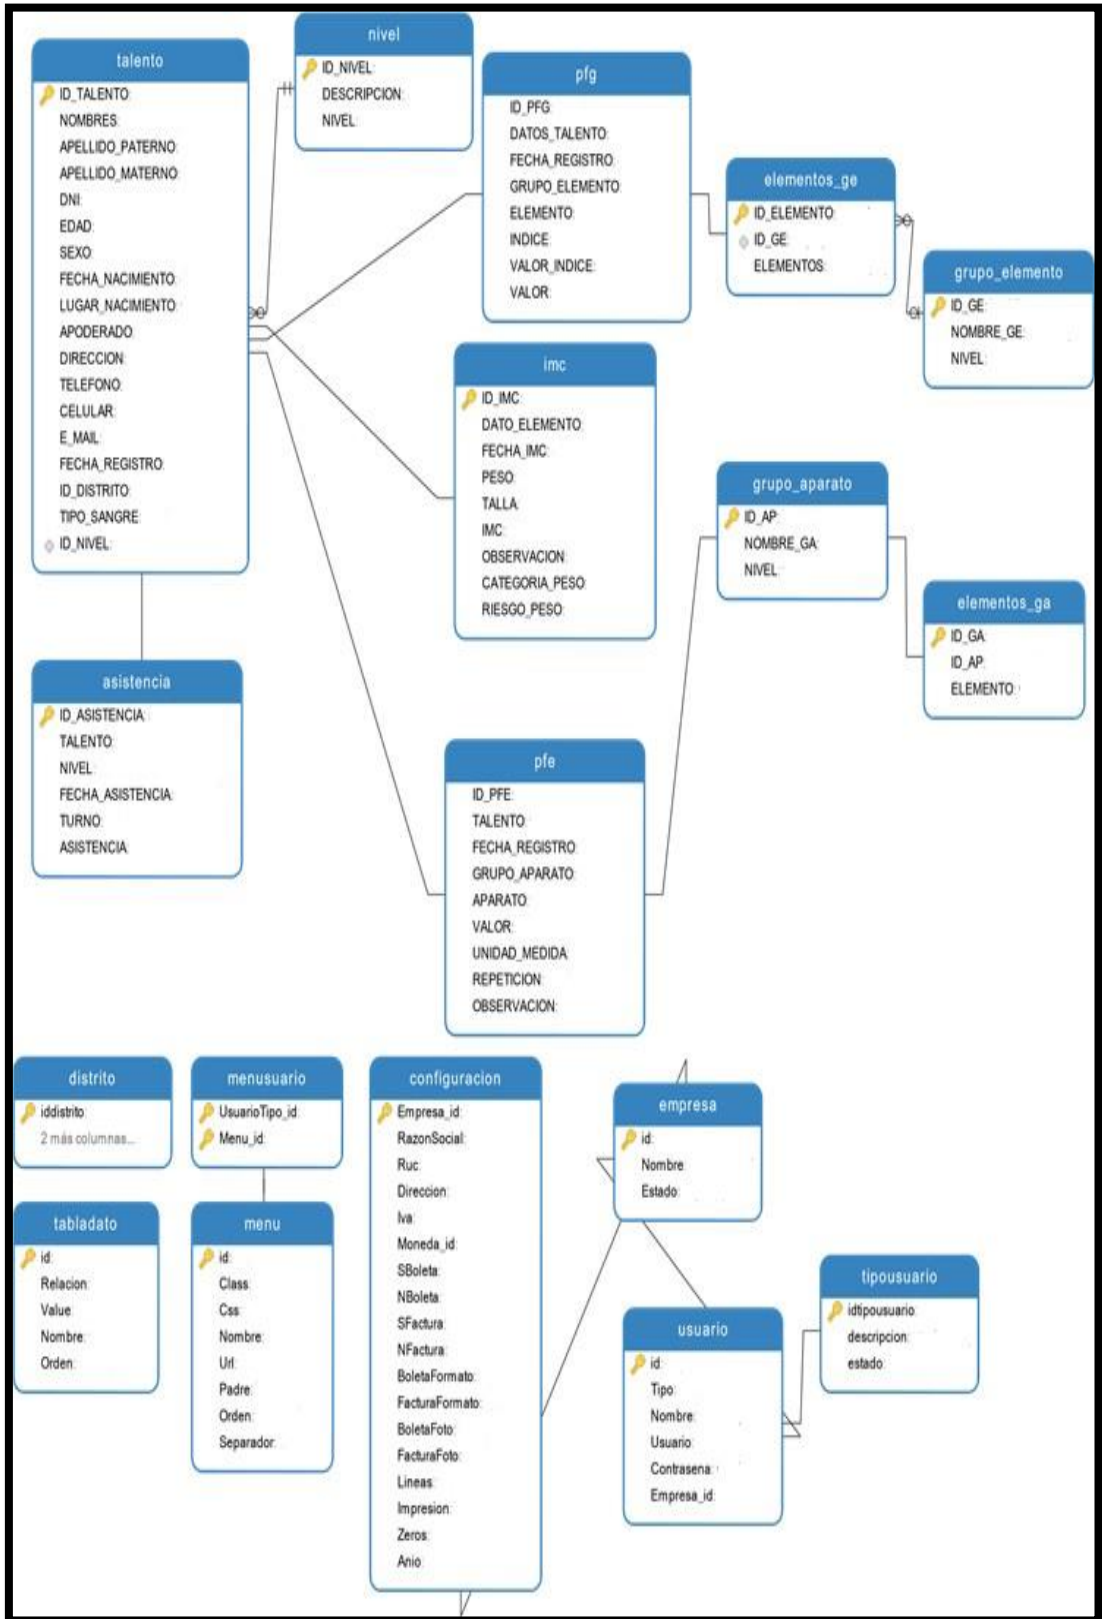 talento
ID_TALENTO:
NOMBRES:
APELLIDO_PATERNO:
APELLIDO_MATERNO:
DNI:
EDAD:
SEXO:
FECHA_NACIMIENTO:
LUGAR_NACIMIENTO:
APODERADO:
DIRECCION:
TELEFONO:
CELULAR:
E_MAIL:
FECHA_REGISTRO:
ID_DISTRITO:
TIPO_SANGRE:
ID_NIVEL:
nivel
ID_NIVEL:
DESCRIPCION:
NIVEL:
pfg
ID_PFG:
DATOS_TALENTO:
FECHA_REGISTRO:
GRUPO_ELEMENTO:
ELEMENTO:
INDICE:
VALOR_INDICE:
VALOR:
elementos_ge
ID_ELEMENTO:
ID_GE:
ELEMENTOS:
grupo_elemento
ID_GE:
NOMBRE_GE:
NIVEL:
imc
ID_IMC:
DATO_ELEMENTO:
FECHA_IMC:
PESO:
TALLA:
IMC:
OBSERVACION:
CATEGORIA_PESO:
RIESGO_PESO:
grupo_aparato
ID_AP:
NOMBRE_GA:
NIVEL:
elementos_ga
ID_GA:
ID_AP:
ELEMENTO:
asistencia
ID_ASISTENCIA:
TALENTO:
NIVEL:
FECHA_ASISTENCIA:
TURNO:
ASISTENCIA:
pfe
ID_PFE:
TALENTO:
FECHA_REGISTRO:
GRUPO_APARATO:
APARATO:
VALOR:
UNIDAD_MEDIDA:
REPETICION:
OBSERVACION:
distrito
iddistrito:
2 más columnas...
menusuario
UsuarioTipo_id:
Menu_id:
configuracion
Empresa_id:
RazonSocial:
Ruc:
Direccion:
Iva:
Moneda_id:
SBoleta:
NBoleta:
SFactura:
NFactura:
BoletaFormato:
FacturaFormato:
BoletaFoto:
FacturaFoto:
Lineas:
Impresion:
Zeros:
Anio:
empresa
id:
Nombre:
Estado:
tabladato
id:
Relacion:
Value:
Nombre:
Orden:
menu
id:
Class:
Css:
Nombre:
Url:
Padre:
Orden:
Separador:
usuario
id:
Tipo:
Nombre:
Usuario:
Contrasena:
Empresa_id:
tipousuario
idtipousuario:
descripcion:
estado: